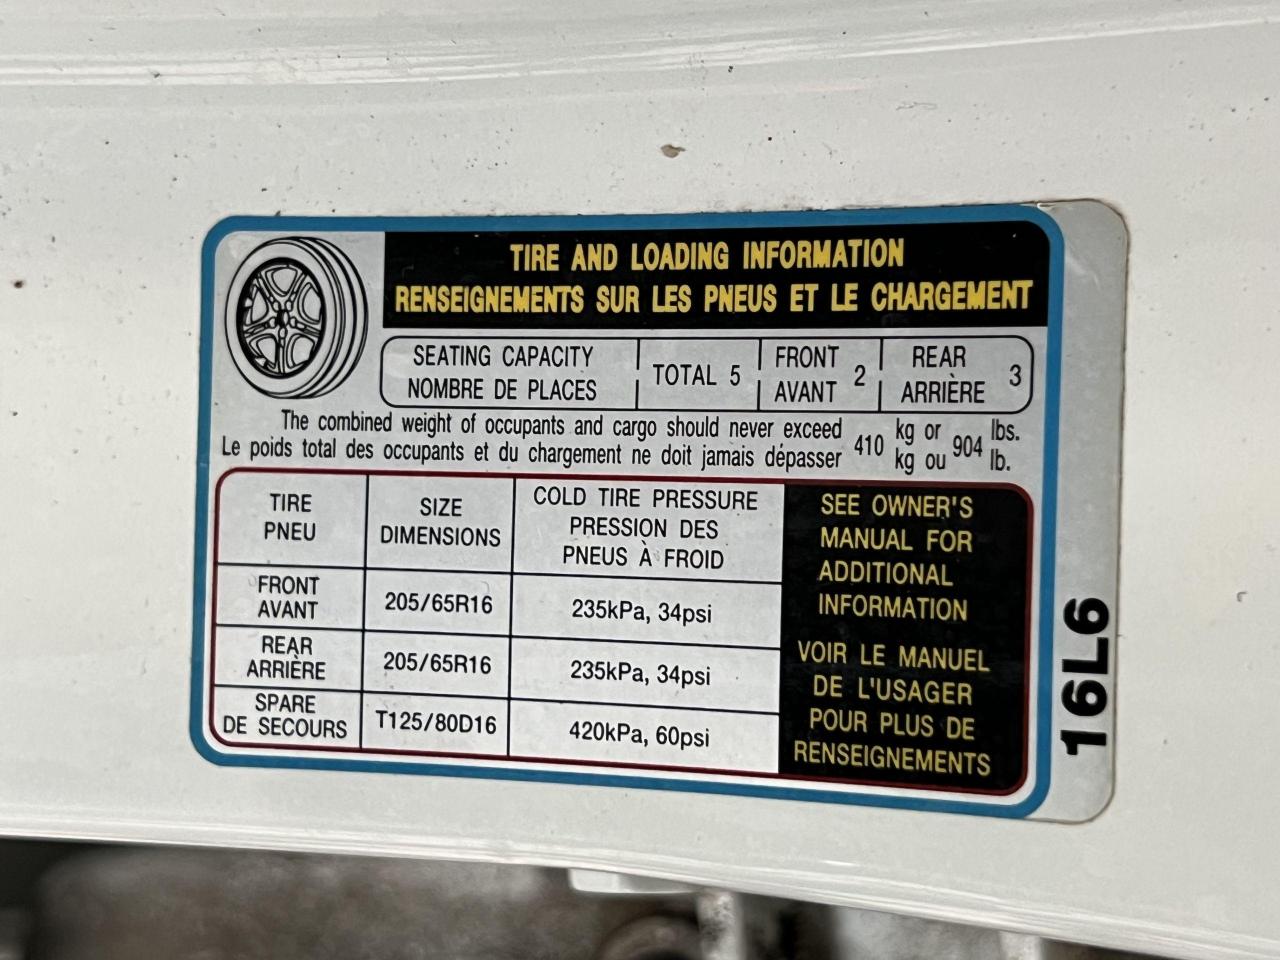 TIRE AND LOADING INFORMATION
RENSEIGNEMENTS SUR LES PNEUS ET LE CHARGEMENT
SEATING CAPACITY
NOMBRE DE PLACES
TOTAL 5
FRONT
AVANT
2
REAR
ARRIÈRE
3
The combined weight of occupants and cargo should never exceed
Le poids total des occupants et du chargement ne doit jamais dépasser
410
kg or
kg ou
904
lbs.
lb.
TIRE
PNEU
SIZE
DIMENSIONS
COLD TIRE PRESSURE
PRESSION DES
PNEUS À FROID
FRONT
AVANT
205/65R16
235kPa, 34psi
REAR
ARRIÈRE
205/65R16
235kPa, 34psi
SPARE
DE SECOURS
T125/80D16
420kPa, 60psi
SEE OWNER'S
MANUAL FOR
ADDITIONAL
INFORMATION
VOIR LE MANUEL
DE L'USAGER
POUR PLUS DE
RENSEIGNEMENTS
16L6